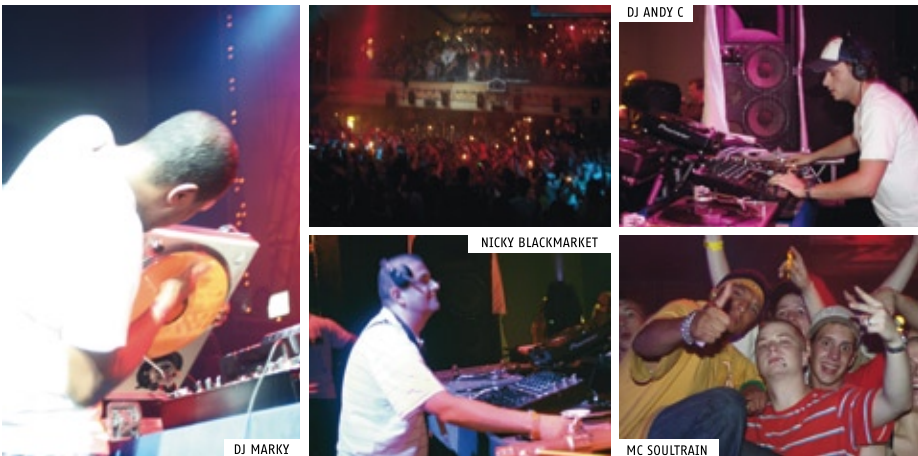 DJ ANDY C
NICKY BLACKMARKET
DJ MARKY
MC SOULTRAIN